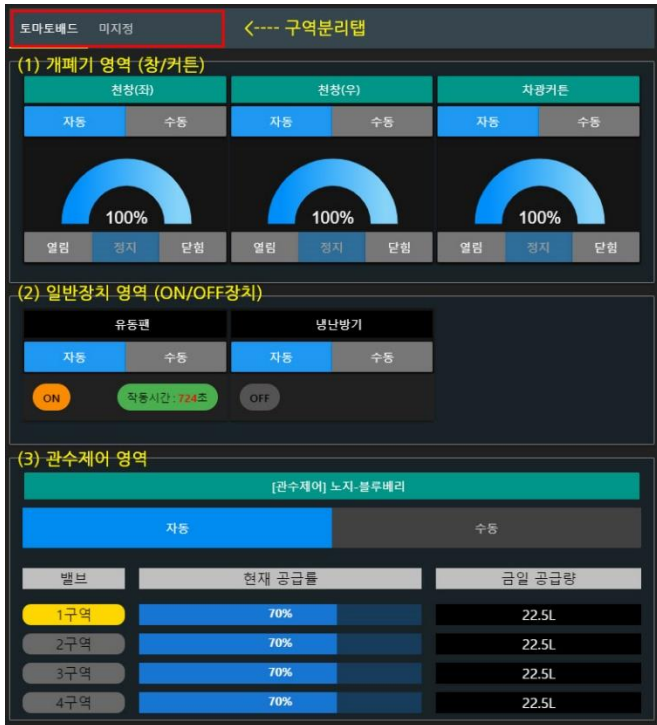 토마토베드 미지정 <---- 구역분리탭
(1) 개폐기 영역 (창/커튼)
천창(좌) 천창(우) 차광커튼
자동 수동 자동 수동 자동 수동
100% 100% 100%
열림 정지 닫힘 열림 정지 닫힘 열림 정지 닫힘
(2) 일반장치 영역 (ON/OFF장치)
유동팬 냉난방기
자동 수동 자동 수동
ON 작동시간 : 724초 OFF
(3) 관수제어 영역
[관수제어] 노지-블루베리
자동 수동
밸브 현재 공급률 금일 공급량
1구역 70% 22.5L
2구역 70% 22.5L
3구역 70% 22.5L
4구역 70% 22.5L